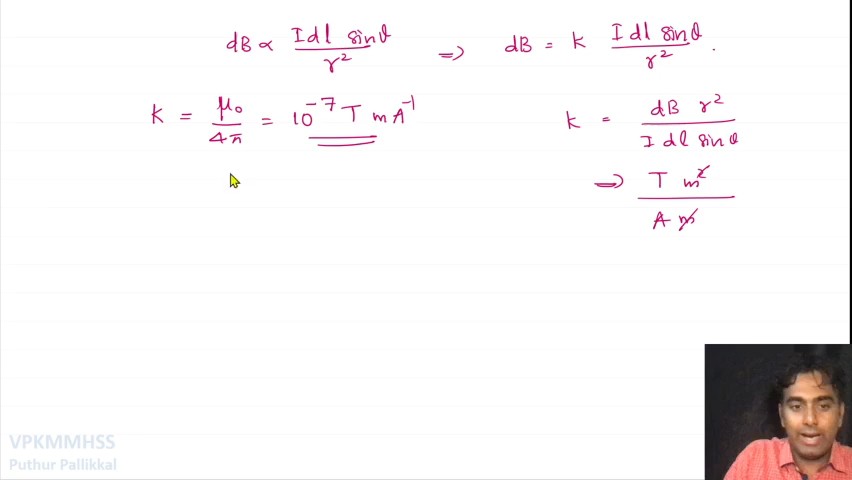 dB ∝ I dl sinθ / r² ⇒ dB = k I dl sinθ / r².
K = μ₀ / 4π = 10⁻⁷ T m A⁻¹
k = dB r² / I dl sinθ
⇒ T m² / A m
VPKMMHSS
Puthur Pallikkal